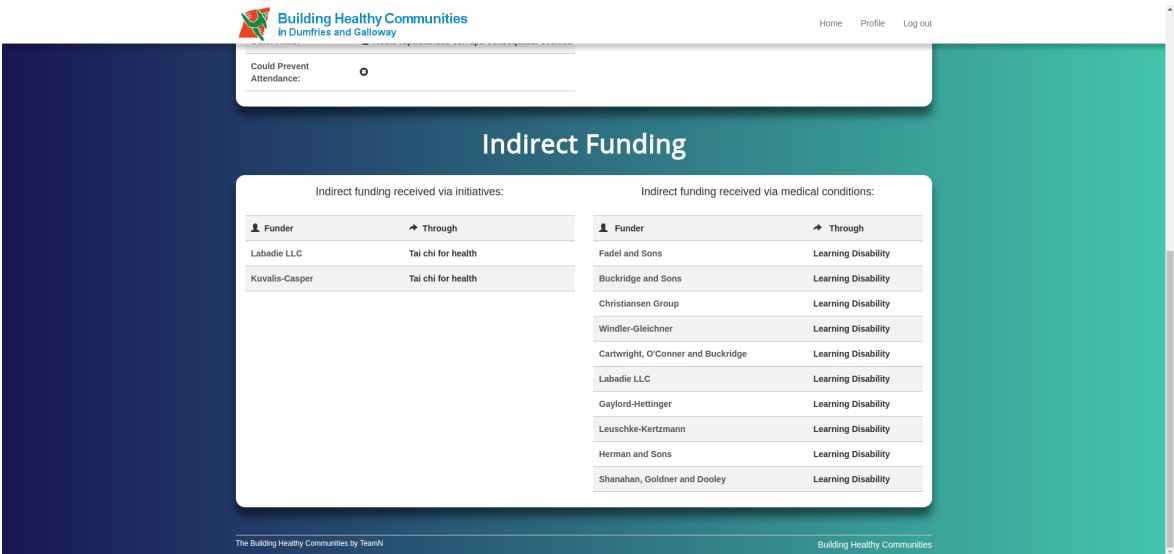 Building Healthy Communities
in Dumfries and Galloway
Home Profile Log out
Could Prevent
Attendance:
Indirect Funding
Indirect funding received via initiatives:
Funder Through
Labadie LLC Tai chi for health
Kuvalis-Casper Tai chi for health
Indirect funding received via medical conditions:
Funder Through
Fadel and Sons Learning Disability
Buckridge and Sons Learning Disability
Christiansen Group Learning Disability
Windler-Gleichner Learning Disability
Cartwright, O'Conner and Buckridge Learning Disability
Labadie LLC Learning Disability
Gaylord-Hettinger Learning Disability
Leuschke-Kertzmann Learning Disability
Herman and Sons Learning Disability
Shanahan, Goldner and Dooley Learning Disability
The Building Healthy Communities by TeamN
Building Healthy Communities